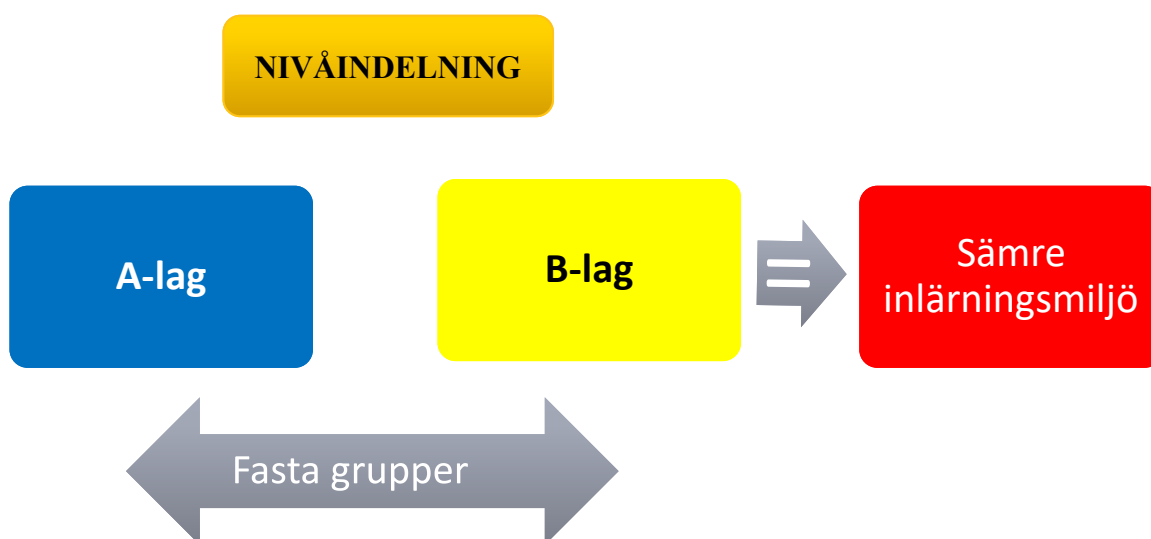 NIVÅINDELNING
A-lag
B-lag
Sämre
inlärningsmiljö
Fasta grupper